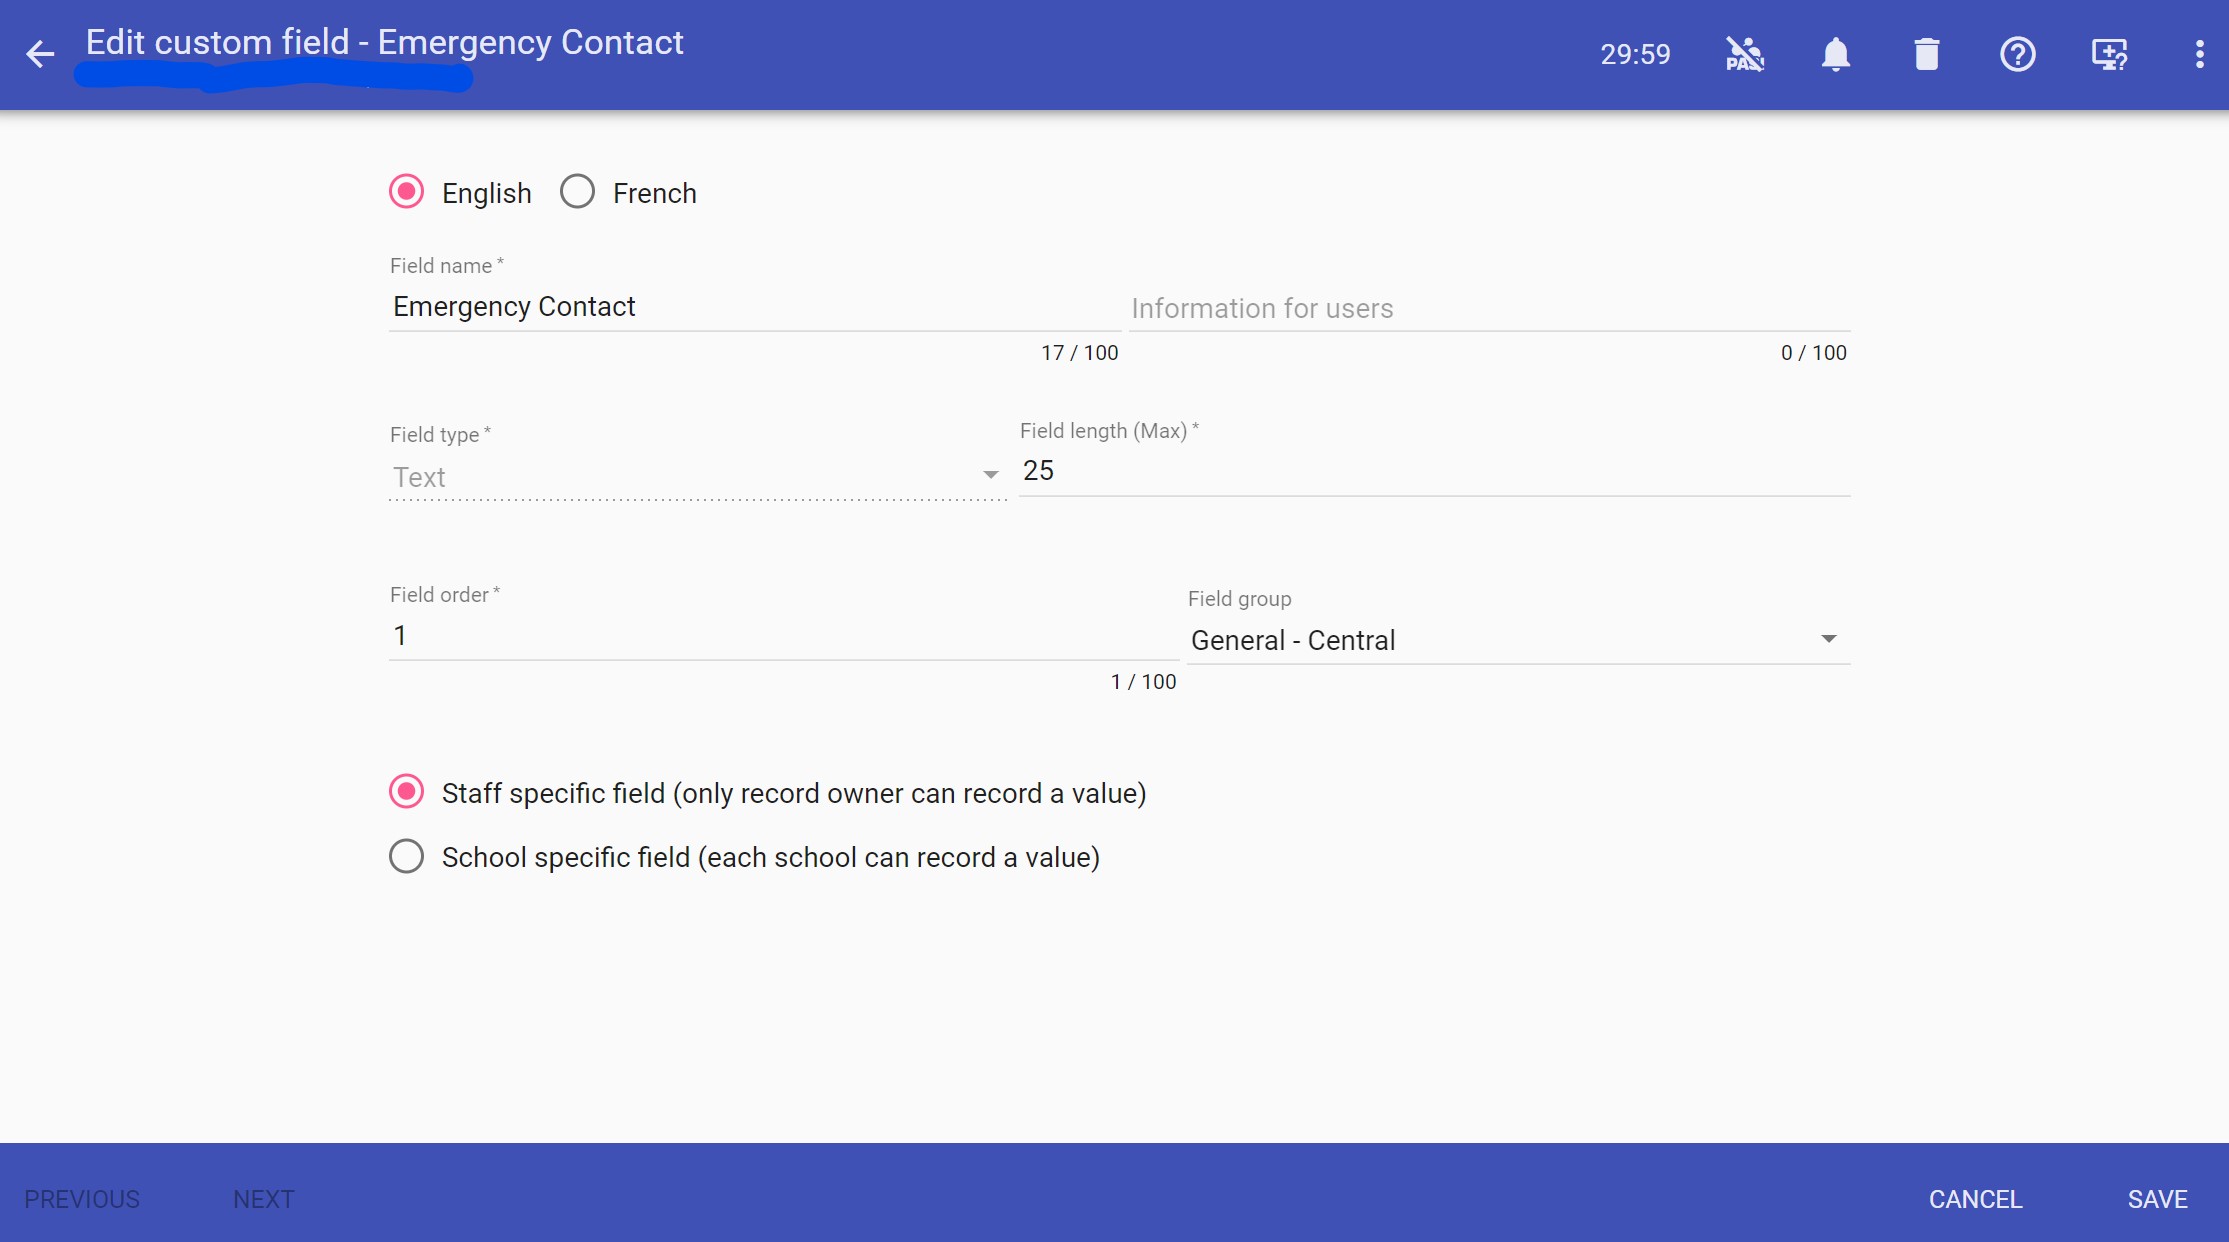 Edit custom field - Emergency Contact
29:59
PAS!
English French
Field name *
Emergency Contact
Information for users
17 / 100
0 / 100
Field type *
Text
Field length (Max) *
25
Field order *
1
1 / 100
Field group
General - Central
Staff specific field (only record owner can record a value)
School specific field (each school can record a value)
PREVIOUS NEXT CANCEL SAVE